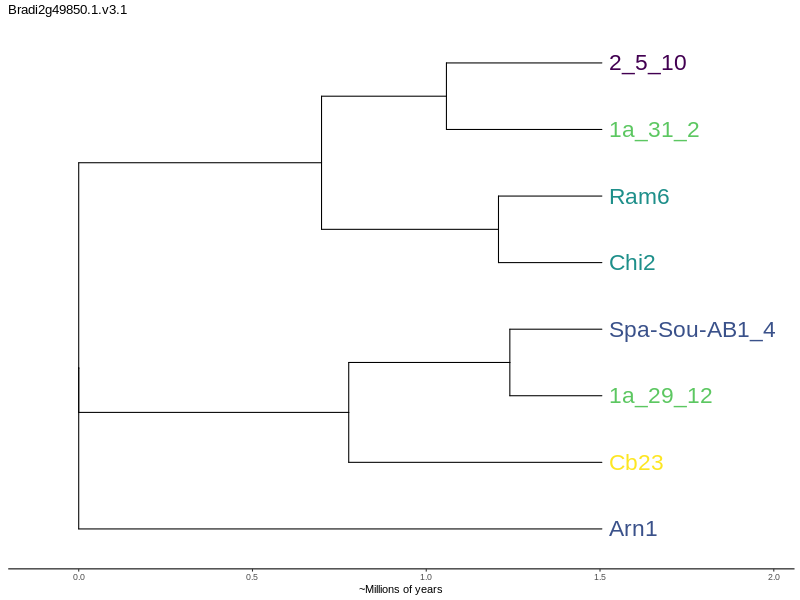 Bradi2g49850.1.v3.1
2_5_10
1a_31_2
Ram6
Chi2
Spa-Sou-AB1_4
1a_29_12
Cb23
Arn1
0.0 0.5 1.0 1.5 2.0
~Millions of years